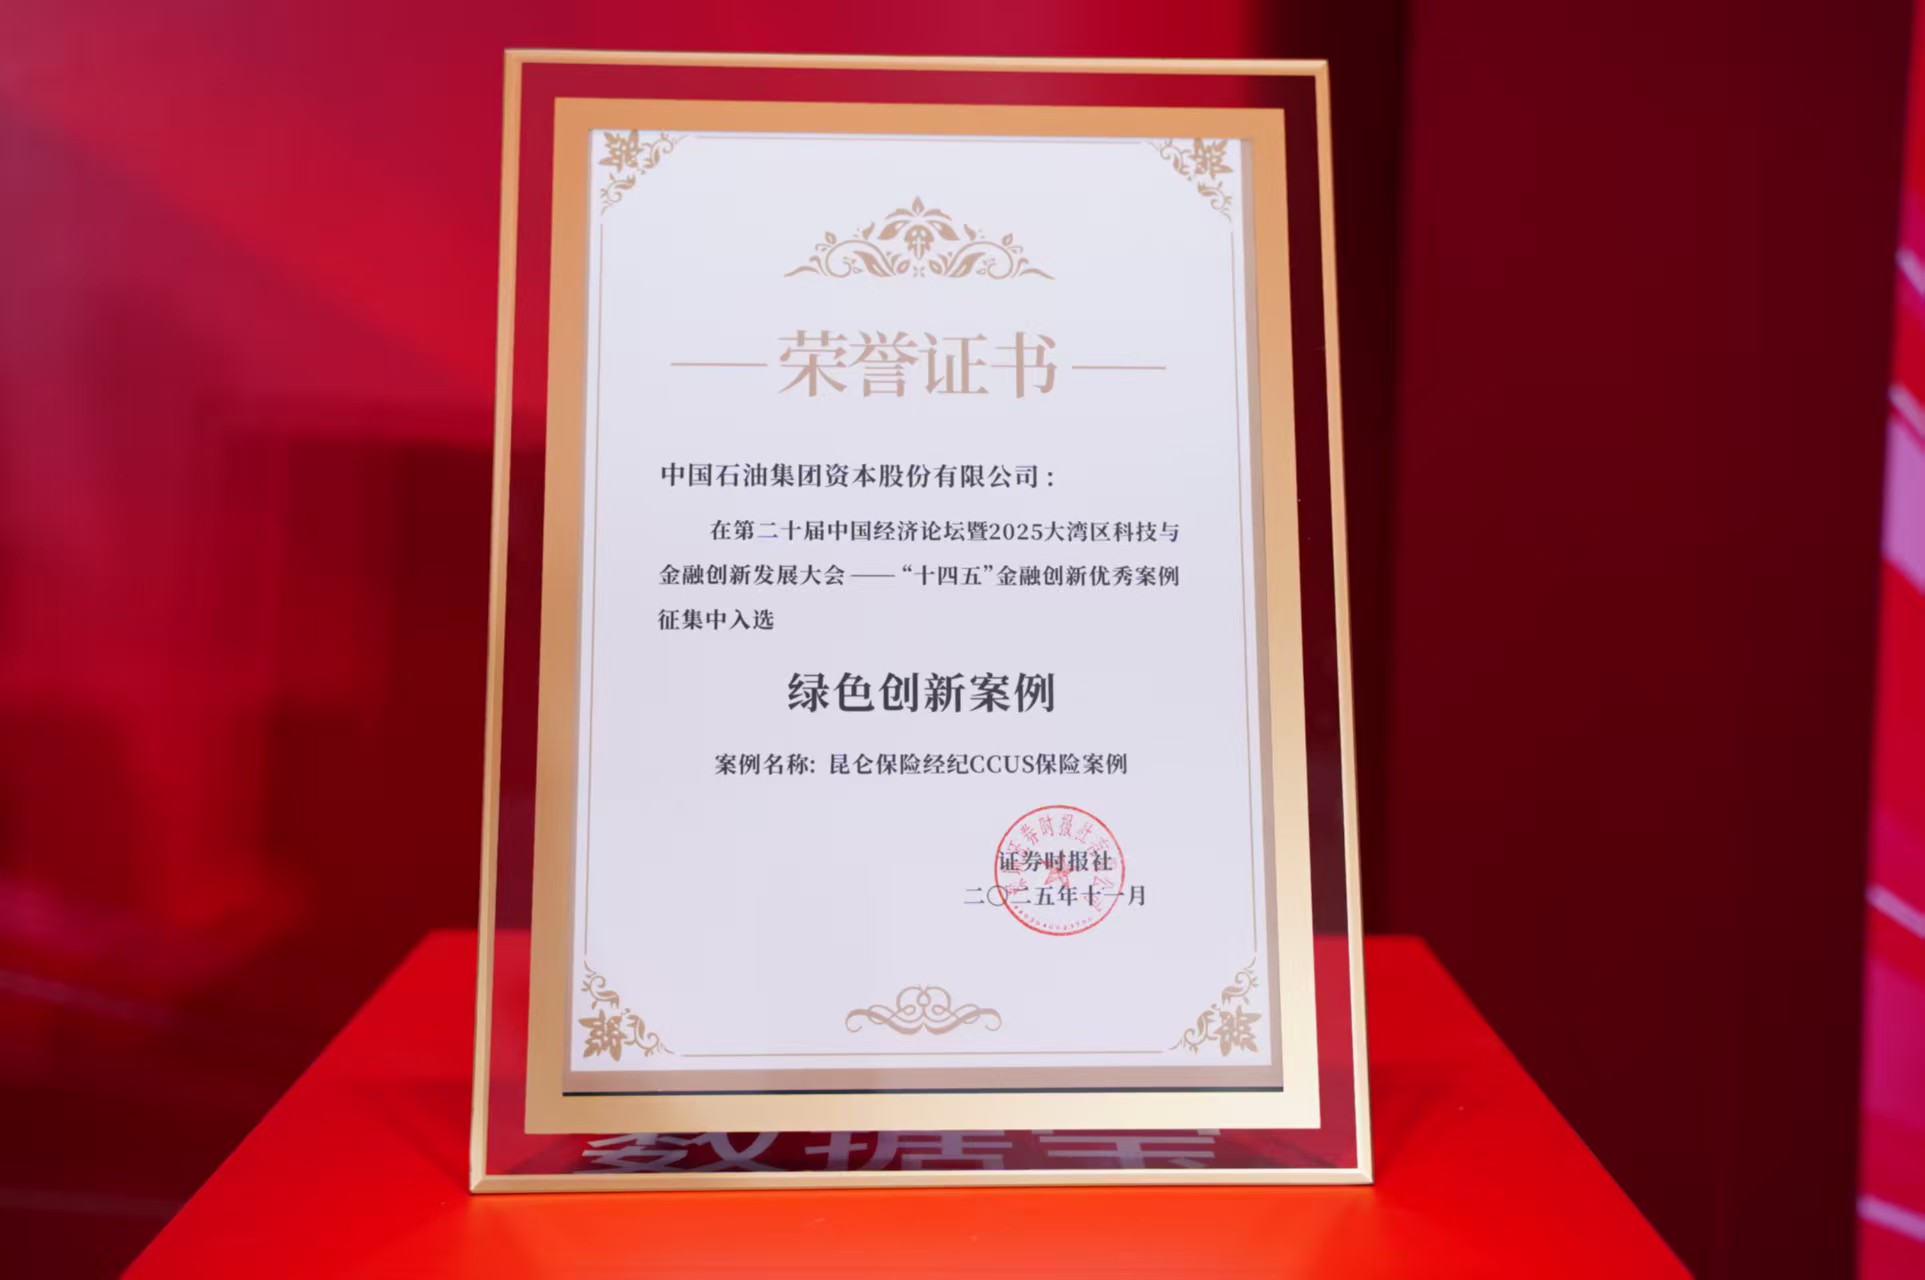 荣誉证书
中国石油集团资本股份有限公司：
在第二十届中国经济论坛暨2025大湾区科技与
金融创新发展大会——“十四五”金融创新优秀案例
征集中入选
绿色创新案例
案例名称：昆仑保险经纪CCUS保险案例
证券时报社
二〇二五年十一月